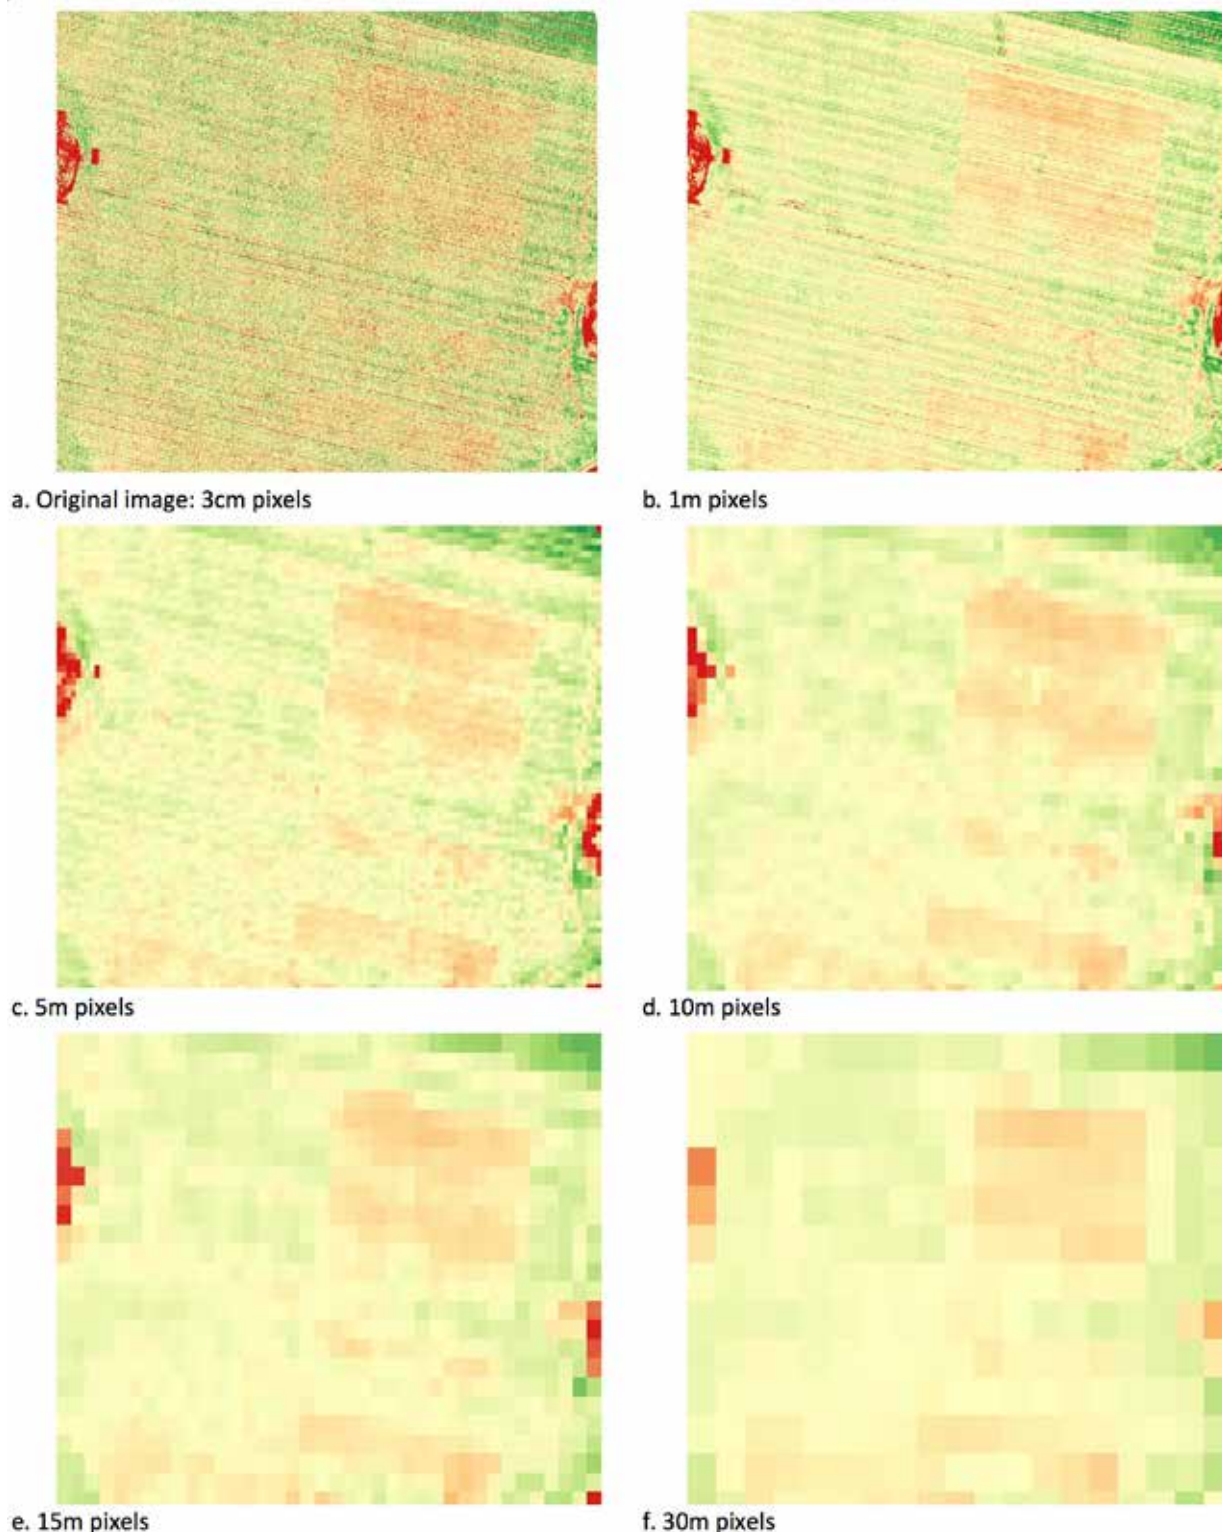 a. Original image: 3cm pixels
b. 1m pixels
c. 5m pixels
d. 10m pixels
e. 15m pixels
f. 30m pixels